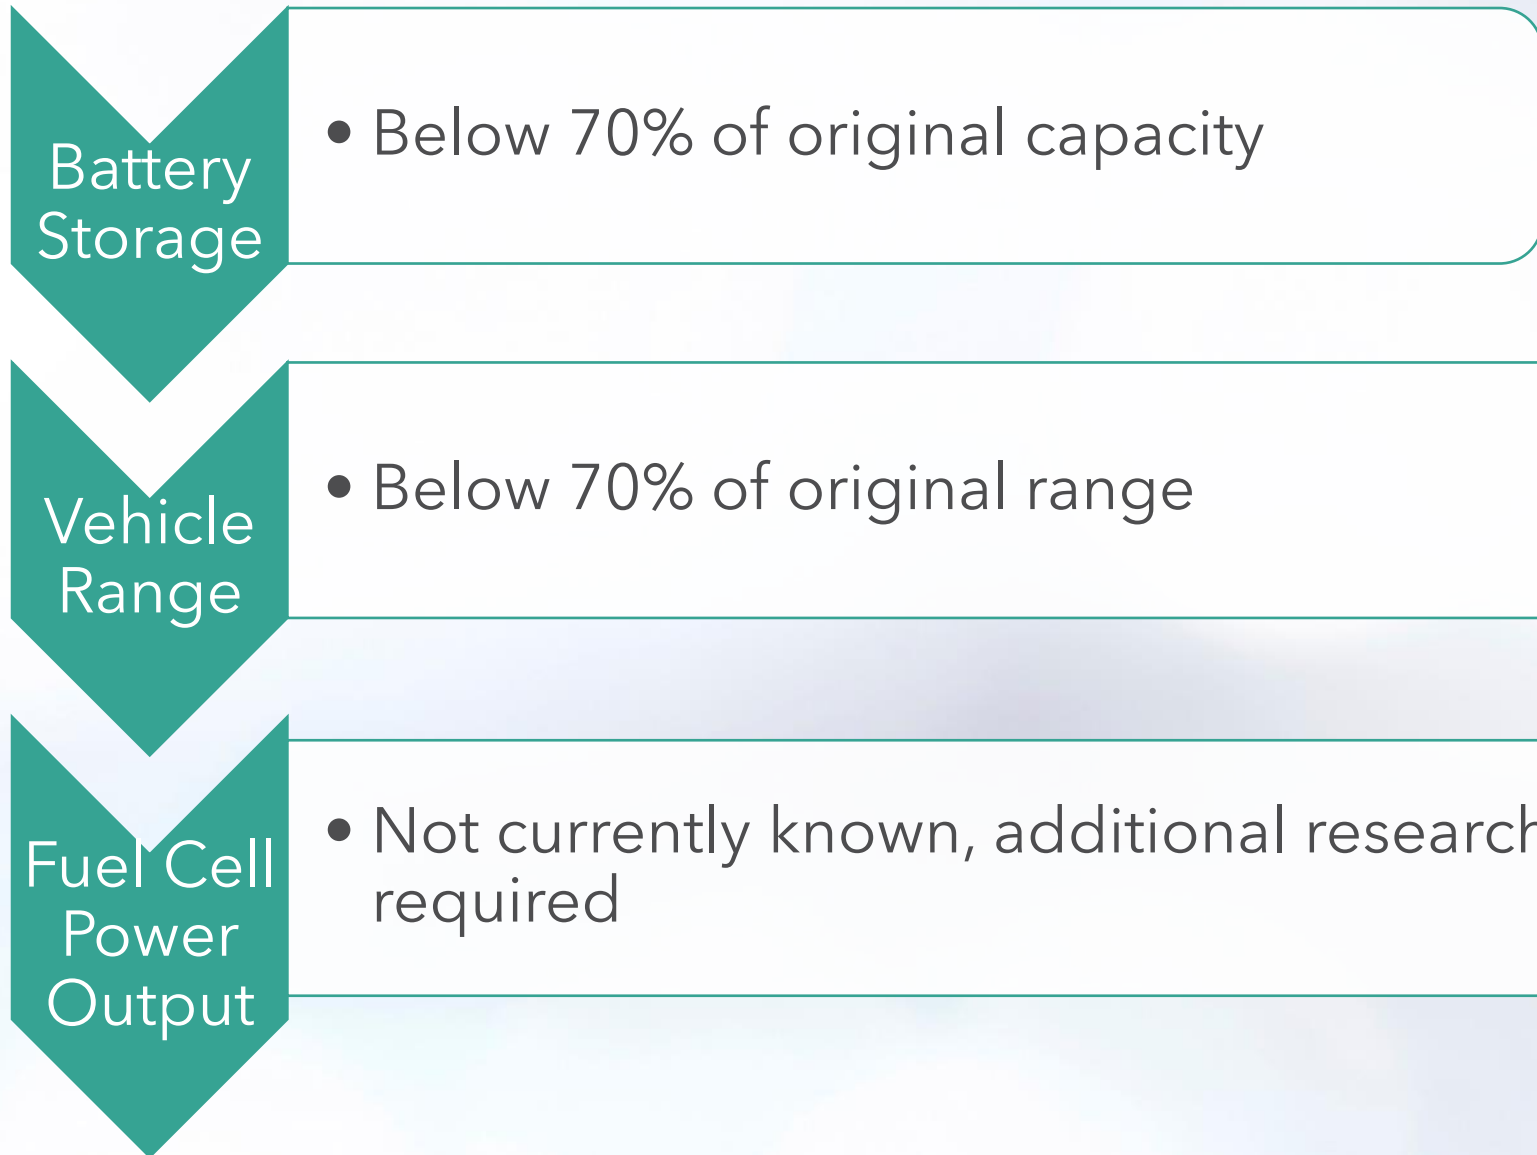 Battery
Storage
• Below 70% of original capacity
Vehicle
Range
• Below 70% of original range
Fuel Cell
Power
Output
• Not currently known, additional research
required